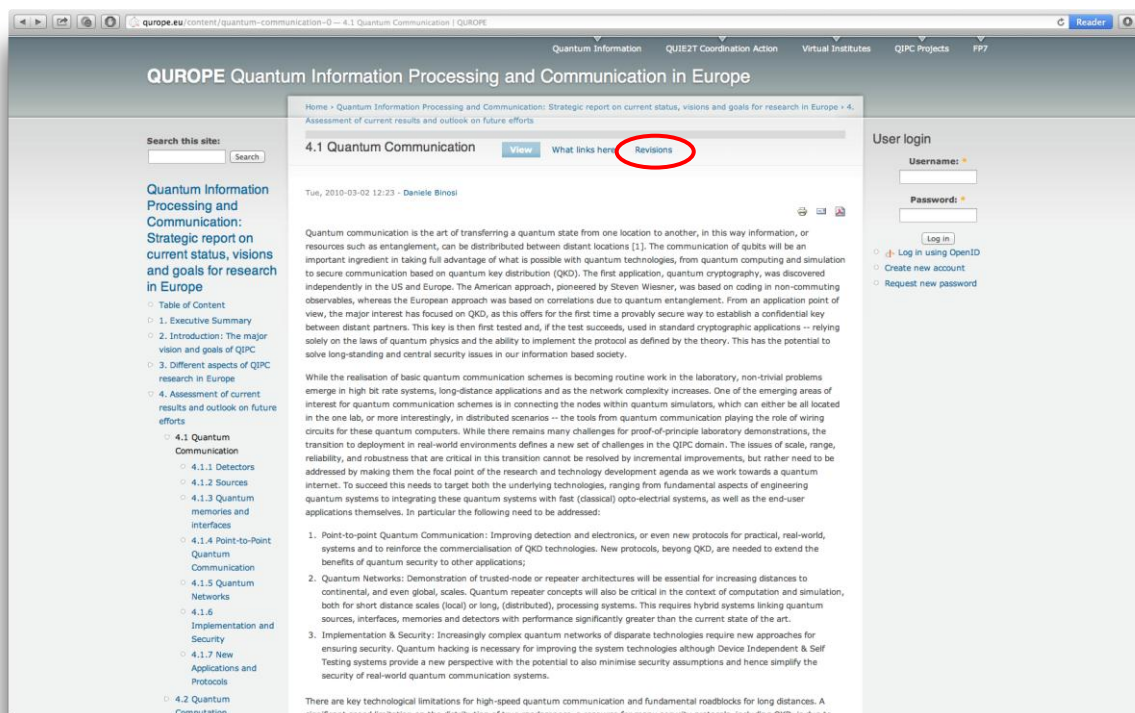 qurope.eu/content/quantum-communication-0 — 4.1 Quantum Communication | QUROPE
Reader
Quantum Information
QUIE2T Coordination Action
Virtual Institutes
QIPC Projects
FP7
QUROPE Quantum Information Processing and Communication in Europe
Home › Quantum Information Processing and Communication: Strategic report on current status, visions and goals for research in Europe › 4.
Assessment of current results and outlook on future efforts
Search this site:
Search
Quantum Information
Processing and
Communication:
Strategic report on
current status, visions
and goals for research
in Europe
Table of Content
1. Executive Summary
2. Introduction: The major
vision and goals of QIPC
3. Different aspects of QIPC
research in Europe
4. Assessment of current
results and outlook on future
efforts
4.1 Quantum
Communication
4.1.1 Detectors
4.1.2 Sources
4.1.3 Quantum
memories and
interfaces
4.1.4 Point-to-Point
Quantum
Communication
4.1.5 Quantum
Networks
4.1.6
Implementation and
Security
4.1.7 New
Applications and
Protocols
4.2 Quantum
Computation
4.1 Quantum Communication
View
What links here
Revisions
Tue, 2010-03-02 12:23 - Daniele Binosi
Quantum communication is the art of transferring a quantum state from one location to another, in this way information, or
resources such as entanglement, can be distribributed between distant locations [1]. The communication of qubits will be an
important ingredient in taking full advantage of what is possible with quantum technologies, from quantum computing and simulation
to secure communication based on quantum key distribution (QKD). The first application, quantum cryptography, was discovered
independently in the US and Europe. The American approach, pioneered by Steven Wiesner, was based on coding in non-commuting
observables, whereas the European approach was based on correlations due to quantum entanglement. From an application point of
view, the major interest has focused on QKD, as this offers for the first time a provably secure way to establish a confidential key
between distant partners. This key is then first tested and, if the test succeeds, used in standard cryptographic applications -- relying
solely on the laws of quantum physics and the ability to implement the protocol as defined by the theory. This has the potential to
solve long-standing and central security issues in our information based society.
While the realisation of basic quantum communication schemes is becoming routine work in the laboratory, non-trivial problems
emerge in high bit rate systems, long-distance applications and as the network complexity increases. One of the emerging areas of
interest for quantum communication schemes is in connecting the nodes within quantum simulators, which can either be all located
in the one lab, or more interestingly, in distributed scenarios -- the tools from quantum communication playing the role of wiring
circuits for these quantum computers. While there remains many challenges for proof-of-principle laboratory demonstrations, the
transition to deployment in real-world environments defines a new set of challenges in the QIPC domain. The issues of scale, range,
reliability, and robustness that are critical in this transition cannot be resolved by incremental improvements, but rather need to be
addressed by making them the focal point of the research and technology development agenda as we work towards a quantum
internet. To succeed this needs to target both the underlying technologies, ranging from fundamental aspects of engineering
quantum systems to integrating these quantum systems with fast (classical) opto-electrial systems, as well as the end-user
applications themselves. In particular the following need to be addressed:
1. Point-to-point Quantum Communication: Improving detection and electronics, or even new protocols for practical, real-world,
systems and to reinforce the commercialisation of QKD technologies. New protocols, beyong QKD, are needed to extend the
benefits of quantum security to other applications;
2. Quantum Networks: Demonstration of trusted-node or repeater architectures will be essential for increasing distances to
continental, and even global, scales. Quantum repeater concepts will also be critical in the context of computation and simulation,
both for short distance scales (local) or long, (distributed), processing systems. This requires hybrid systems linking quantum
sources, interfaces, memories and detectors with performance significantly greater than the current state of the art.
3. Implementation & Security: Increasingly complex quantum networks of disparate technologies require new approaches for
ensuring security. Quantum hacking is necessary for improving the system technologies although Device Independent & Self
Testing systems provide a new perspective with the potential to also minimise security assumptions and hence simplify the
security of real-world quantum communication systems.
There are key technological limitations for high-speed quantum communication and fundamental roadblocks for long distances. A
User login
Username: *
Password: *
Log in
Log in using OpenID
Create new account
Request new password